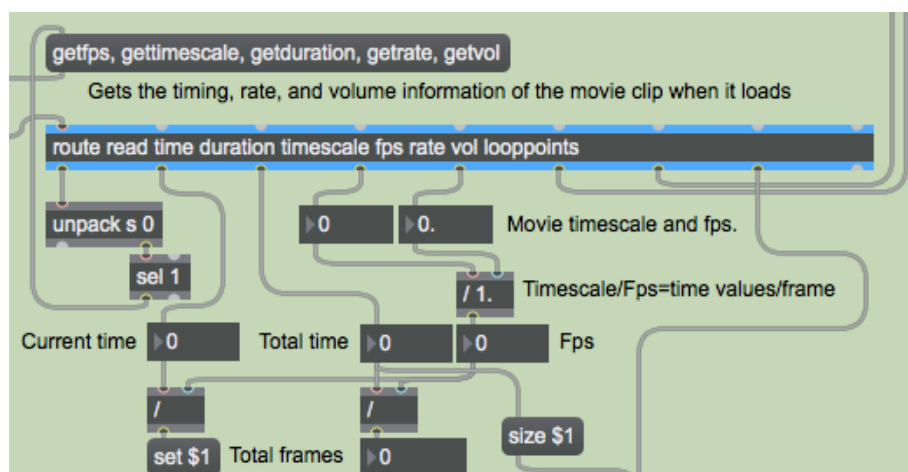 getfps, gettimescale, getduration, getrate, getvol
Gets the timing, rate, and volume information of the movie clip when it loads
route read time duration timescale fps rate vol looppoints
unpack s 0
0
0.
Movie timescale and fps.
sel 1
/ 1.
Timescale/Fps=time values/frame
Current time
0
Total time
0
0
Fps
/
/
size $1
set $1
Total frames
0